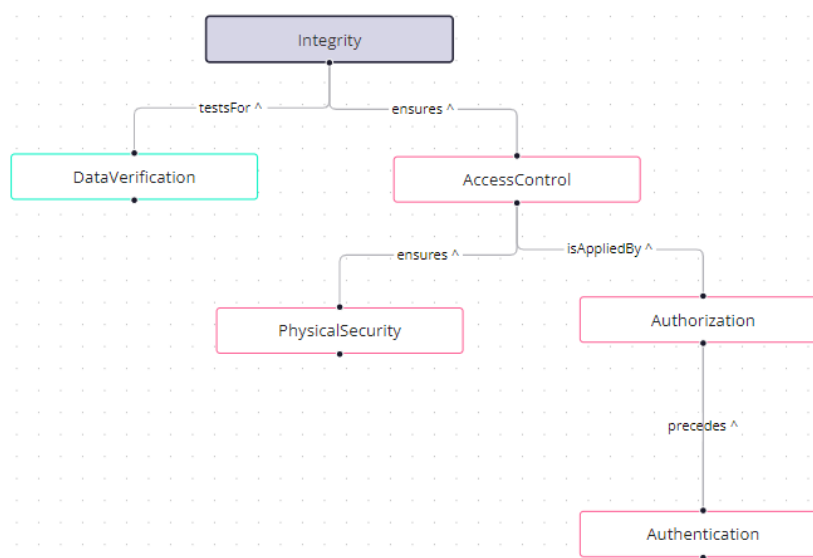 Integrity
testsFor ^
ensures ^
DataVerification
AccessControl
ensures ^
isAppliedBy ^
PhysicalSecurity
Authorization
precedes ^
Authentication